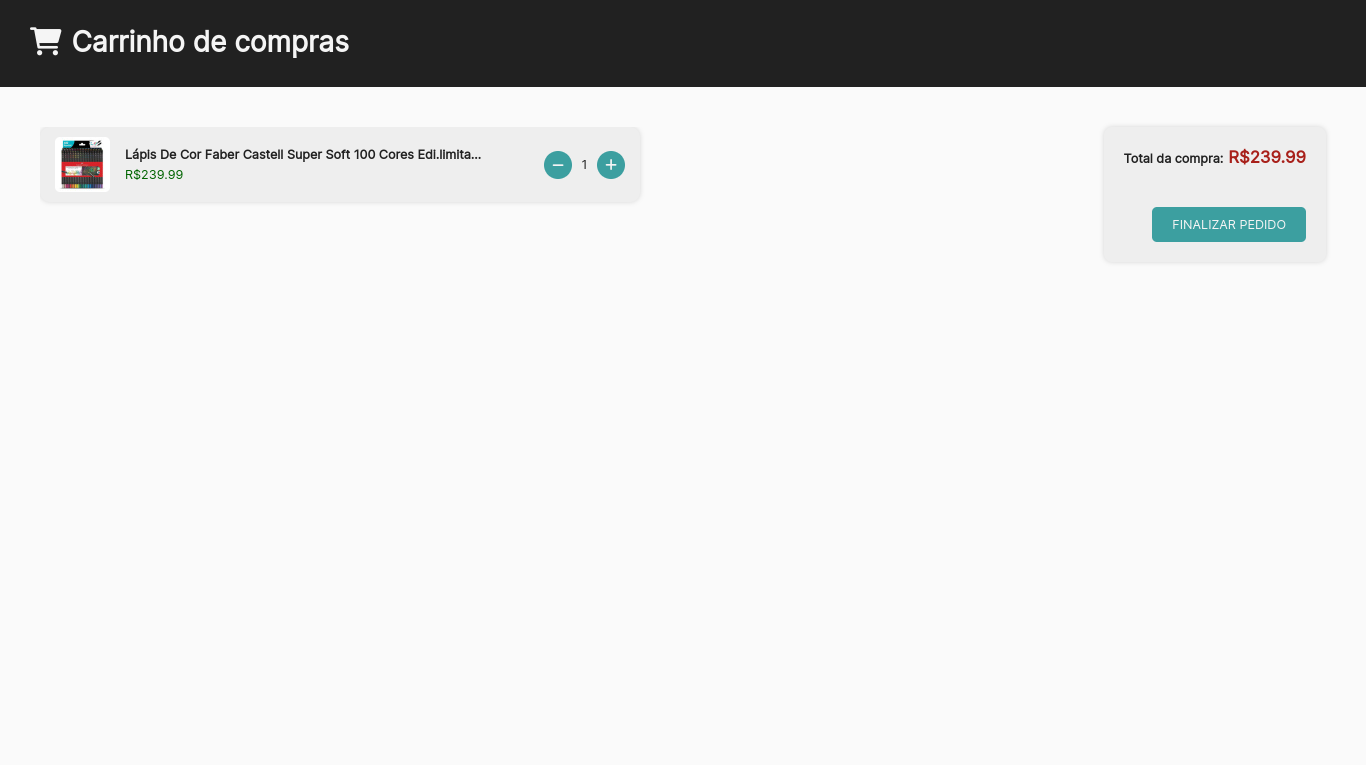 Carrinho de compras
Lápis De Cor Faber Castell Super Soft 100 Cores Edi.limita...
R$239.99
1
Total da compra: R$239.99
FINALIZAR PEDIDO